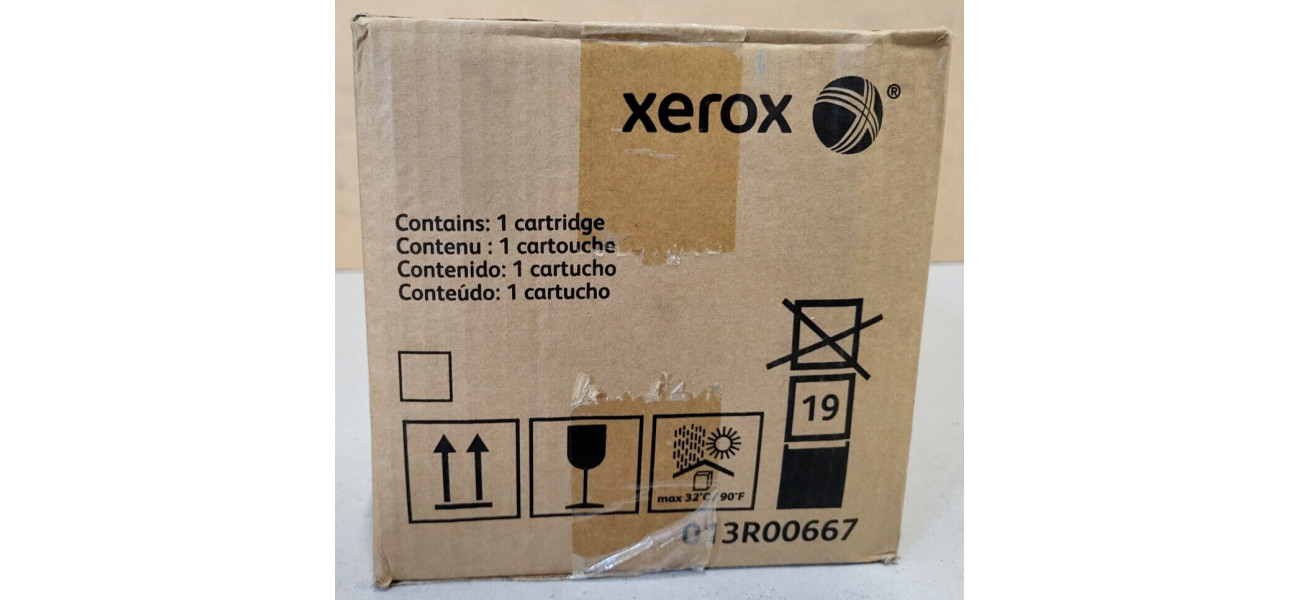 xerox ®
Contains: 1 cartridge
Contenu : 1 cartouche
Contenido: 1 cartucho
Conteúdo: 1 cartucho
19
max 32°C / 90°F
013R00667